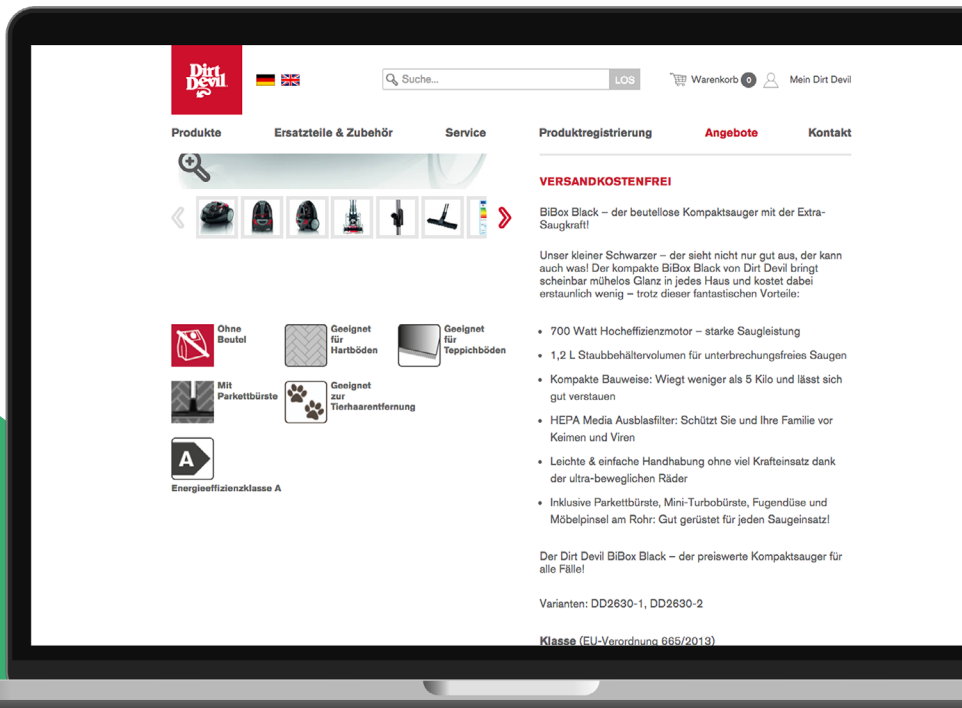 Dirt
Devil
Suche...
LOS
Warenkorb 0
Mein Dirt Devil
Produkte
Ersatzteile & Zubehör
Service
Produktregistrierung
Angebote
Kontakt
Ohne
Beutel
Geeignet
für
Hartböden
Geeignet
für
Teppichböden
Mit
Parkettbürste
Geeignet
zur
Tierhaarentfernung
A
Energieeffizienzklasse A
VERSANDKOSTENFREI
BiBox Black – der beutellose Kompaktsauger mit der Extra-
Saugkraft!
Unser kleiner Schwarzer – der sieht nicht nur gut aus, der kann
auch was! Der kompakte BiBox Black von Dirt Devil bringt
scheinbar mühelos Glanz in jedes Haus und kostet dabei
erstaunlich wenig – trotz dieser fantastischen Vorteile:
• 700 Watt Hocheffizienzmotor – starke Saugleistung
• 1,2 L Staubbehältervolumen für unterbrechungsfreies Saugen
• Kompakte Bauweise: Wiegt weniger als 5 Kilo und lässt sich
gut verstauen
• HEPA Media Ausblasfilter: Schützt Sie und Ihre Familie vor
Keimen und Viren
• Leichte & einfache Handhabung ohne viel Krafteinsatz dank
der ultra-beweglichen Räder
• Inklusive Parkettbürste, Mini-Turbobürste, Fugendüse und
Möbelpinsel am Rohr: Gut gerüstet für jeden Saugeinsatz!
Der Dirt Devil BiBox Black – der preiswerte Kompaktsauger für
alle Fälle!
Varianten: DD2630-1, DD2630-2
Klasse (EU-Verordnung 665/2013)